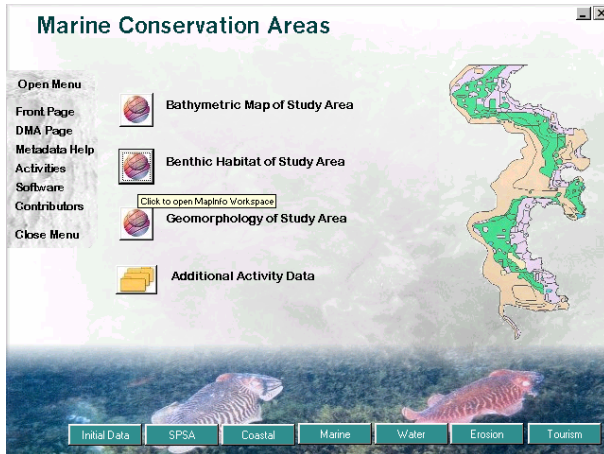 Marine Conservation Areas
Open Menu
Front Page
DMA Page
Metadata Help
Activities
Software
Contributors
Close Menu
Bathymetric Map of Study Area
Benthic Habitat of Study Area
Click to open MapInfo Workspace
Geomorphology of Study Area
Additional Activity Data
Initial Data
SPSA
Coastal
Marine
Water
Erosion
Tourism